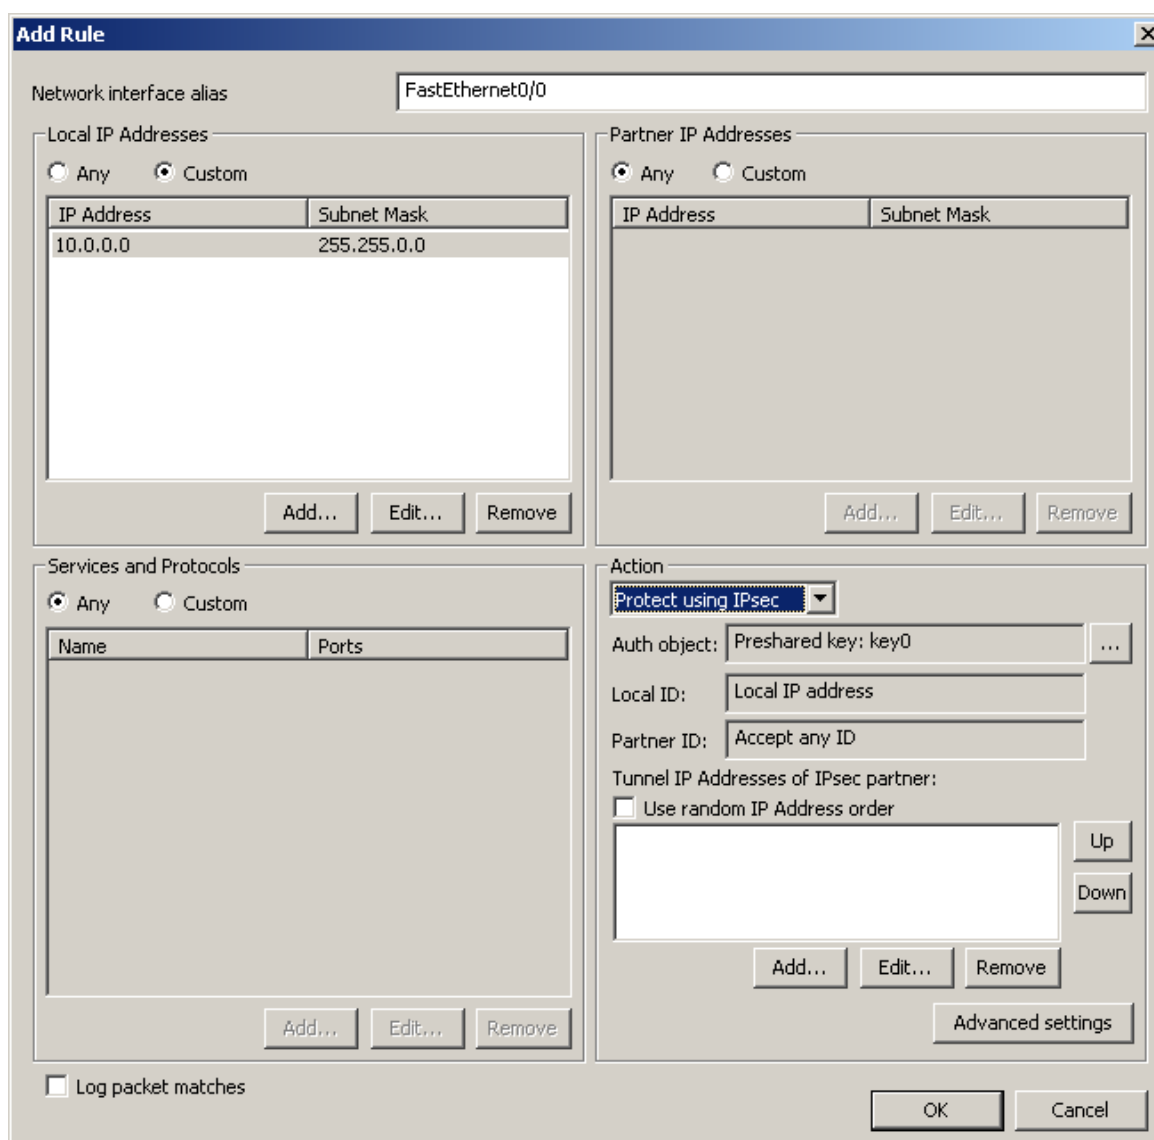 Add Rule
Network interface alias
FastEthernet0/0
Local IP Addresses
Any
Custom
IP Address
Subnet Mask
10.0.0.0
255.255.0.0
Add...
Edit...
Remove
Partner IP Addresses
Any
Custom
IP Address
Subnet Mask
Add...
Edit...
Remove
Services and Protocols
Any
Custom
Name
Ports
Add...
Edit...
Remove
Action
Protect using IPsec
Auth object:
Preshared key: key0
...
Local ID:
Local IP address
Partner ID:
Accept any ID
Tunnel IP Addresses of IPsec partner:
Use random IP Address order
Up
Down
Add...
Edit...
Remove
Advanced settings
Log packet matches
OK
Cancel